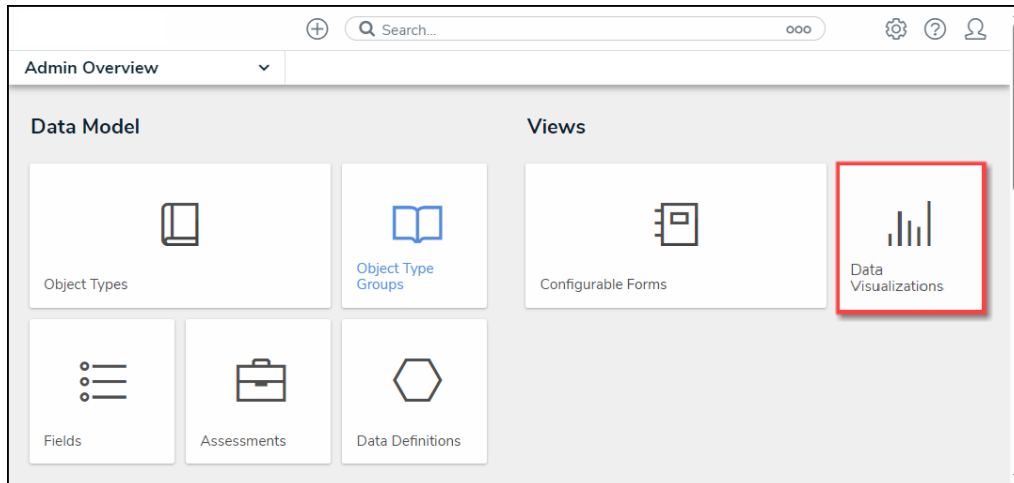 Search...
Admin Overview
Data Model
Views
Object Types
Object Type
Groups
Configurable Forms
Data
Visualizations
Fields
Assessments
Data Definitions